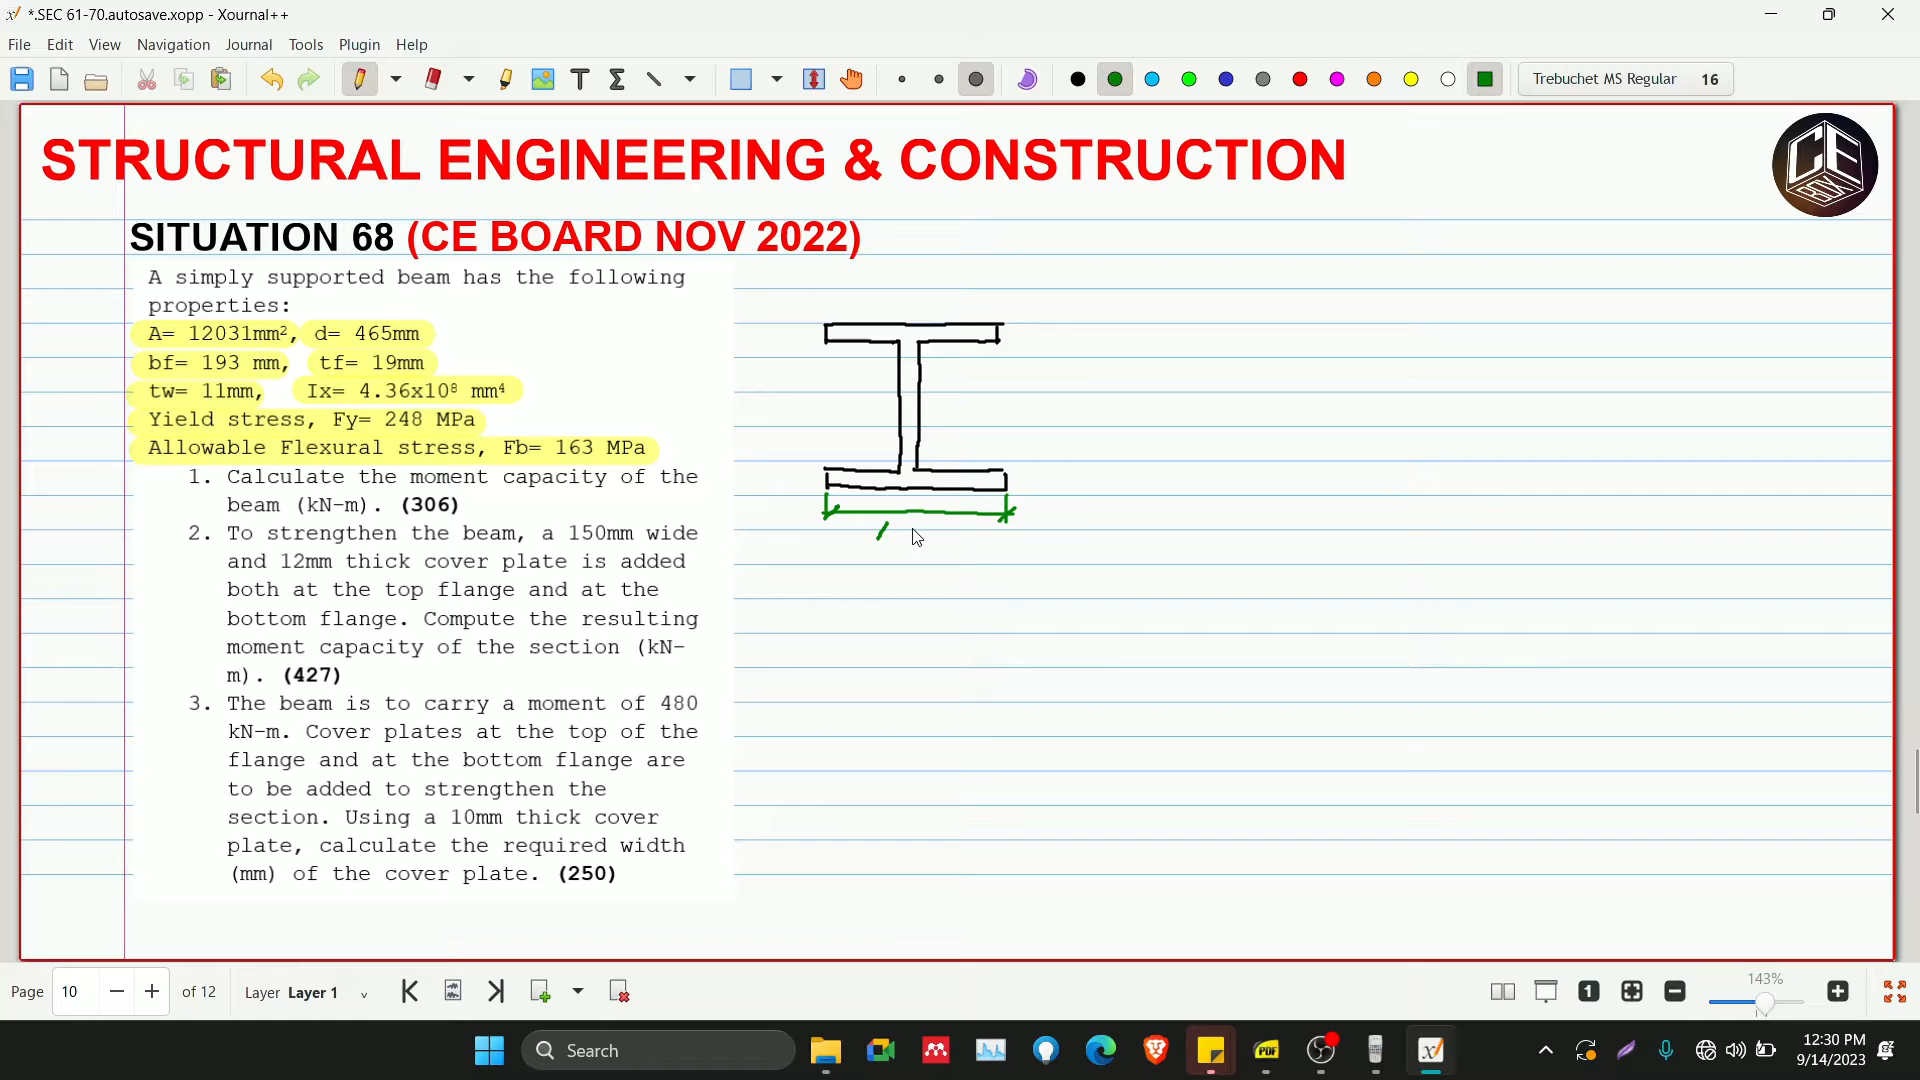 *.SEC 61-70.autosave.xopp - Xournal++
File Edit View Navigation Journal Tools Plugin Help
Trebuchet MS Regular 16
STRUCTURAL ENGINEERING & CONSTRUCTION
CE
BOX
SITUATION 68 (CE BOARD NOV 2022)
A simply supported beam has the following
properties:
A= 12031mm², d= 465mm
bf= 193 mm, tf= 19mm
tw= 11mm, Ix= 4.36x10⁸ mm⁴
Yield stress, Fy= 248 MPa
Allowable Flexural stress, Fb= 163 MPa
1. Calculate the moment capacity of the
beam (kN-m). (306)
2. To strengthen the beam, a 150mm wide
and 12mm thick cover plate is added
both at the top flange and at the
bottom flange. Compute the resulting
moment capacity of the section (kN-
m). (427)
3. The beam is to carry a moment of 480
kN-m. Cover plates at the top of the
flange and at the bottom flange are
to be added to strengthen the
section. Using a 10mm thick cover
plate, calculate the required width
(mm) of the cover plate. (250)
Page 10 of 12 Layer Layer 1 143%
Search
PDF
12:30 PM
9/14/2023